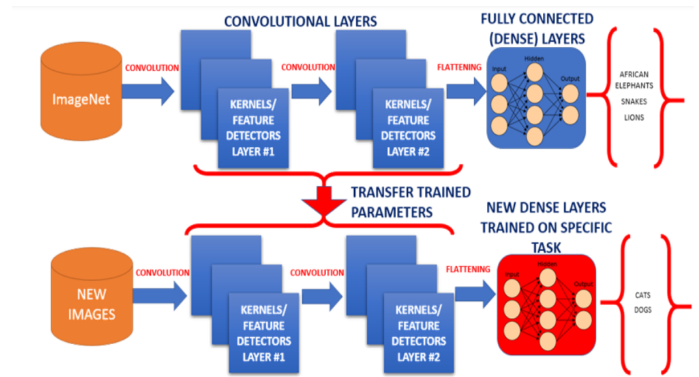 CONVOLUTIONAL LAYERS
FULLY CONNECTED
(DENSE) LAYERS
ImageNet
CONVOLUTION
KERNELS/
FEATURE
DETECTORS
LAYER #1
CONVOLUTION
KERNELS/
FEATURE
DETECTORS
LAYER #2
FLATTENING
Input
Hidden
Output
AFRICAN
ELEPHANTS
SNAKES
LIONS
TRANSFER TRAINED
PARAMETERS
NEW DENSE LAYERS
TRAINED ON SPECIFIC
TASK
NEW
IMAGES
CONVOLUTION
KERNELS/
FEATURE
DETECTORS
LAYER #1
CONVOLUTION
KERNELS/
FEATURE
DETECTORS
LAYER #2
FLATTENING
Input
Hidden
Output
CATS
DOGS